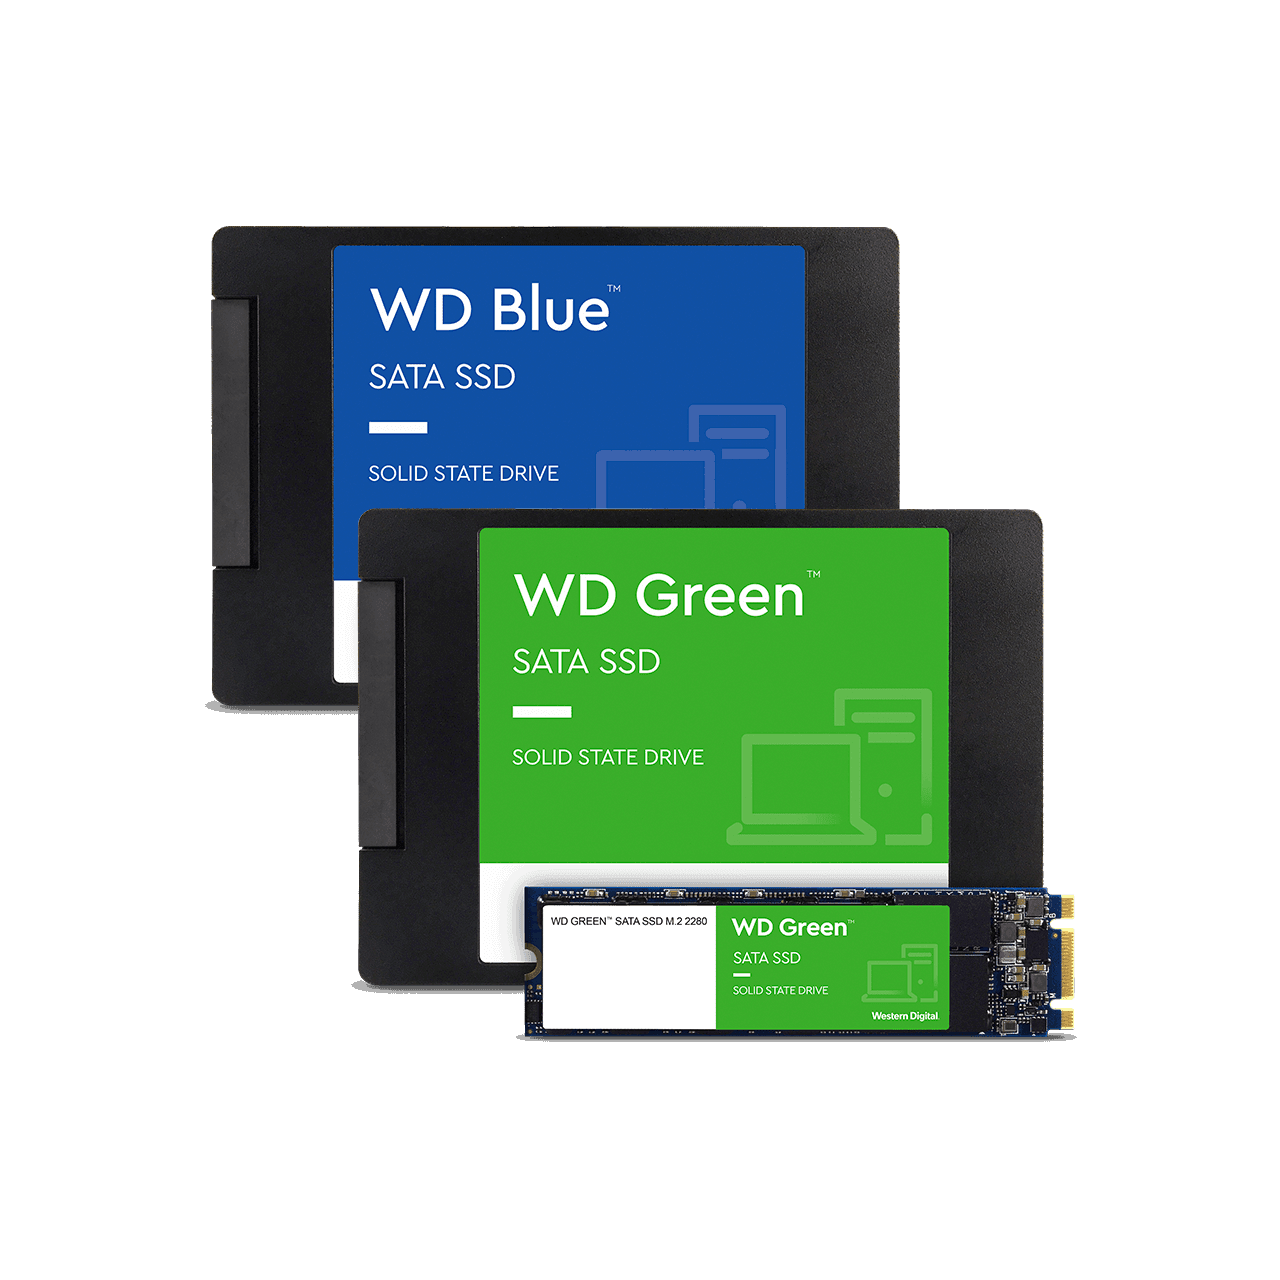 WD Blue™
SATA SSD
SOLID STATE DRIVE
WD Green™
SATA SSD
SOLID STATE DRIVE
WD GREEN™ SATA SSD M.2 2280
WD Green™
SATA SSD
SOLID STATE DRIVE
Western Digital